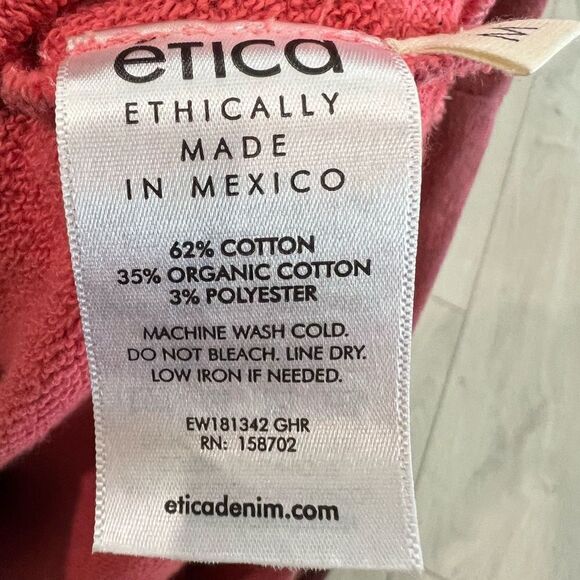 ética
M
ETHICALLY
MADE
IN MEXICO
62% COTTON
35% ORGANIC COTTON
3% POLYESTER
MACHINE WASH COLD.
DO NOT BLEACH. LINE DRY.
LOW IRON IF NEEDED.
EW181342 GHR
RN: 158702
eticadenim.com